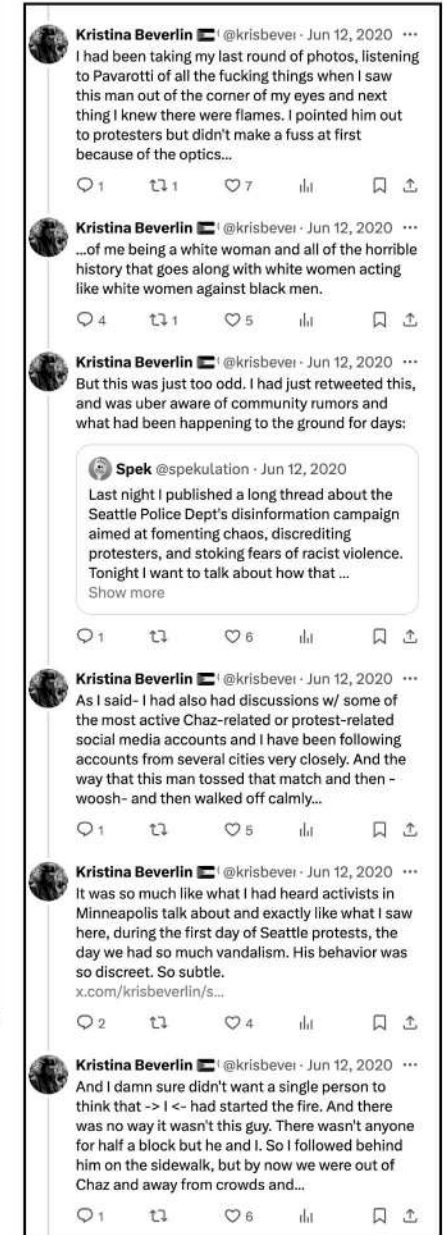 Kristina Beverlin @krisbever · Jun 12, 2020 ···
I had been taking my last round of photos, listening
to Pavarotti of all the fucking things when I saw
this man out of the corner of my eyes and next
thing I knew there were flames. I pointed him out
to protesters but didn't make a fuss at first
because of the optics...
1 1 7
Kristina Beverlin @krisbever · Jun 12, 2020 ···
...of me being a white woman and all of the horrible
history that goes along with white women acting
like white women against black men.
4 1 5
Kristina Beverlin @krisbever · Jun 12, 2020 ···
But this was just too odd. I had just retweeted this,
and was uber aware of community rumors and
what had been happening to the ground for days:
Spek @spekulation · Jun 12, 2020
Last night I published a long thread about the
Seattle Police Dept's disinformation campaign
aimed at fomenting chaos, discrediting
protesters, and stoking fears of racist violence.
Tonight I want to talk about how that ...
Show more
1 6
Kristina Beverlin @krisbever · Jun 12, 2020 ···
As I said- I had also had discussions w/ some of
the most active Chaz-related or protest-related
social media accounts and I have been following
accounts from several cities very closely. And the
way that this man tossed that match and then -
woosh- and then walked off calmly...
1 5
Kristina Beverlin @krisbever · Jun 12, 2020 ···
It was so much like what I had heard activists in
Minneapolis talk about and exactly like what I saw
here, during the first day of Seattle protests, the
day we had so much vandalism. His behavior was
so discreet. So subtle.
x.com/krisbeverlin/s...
2 4
Kristina Beverlin @krisbever · Jun 12, 2020 ···
And I damn sure didn't want a single person to
think that -> I <- had started the fire. And there
was no way it wasn't this guy. There wasn't anyone
for half a block but he and I. So I followed behind
him on the sidewalk, but by now we were out of
Chaz and away from crowds and...
1 6